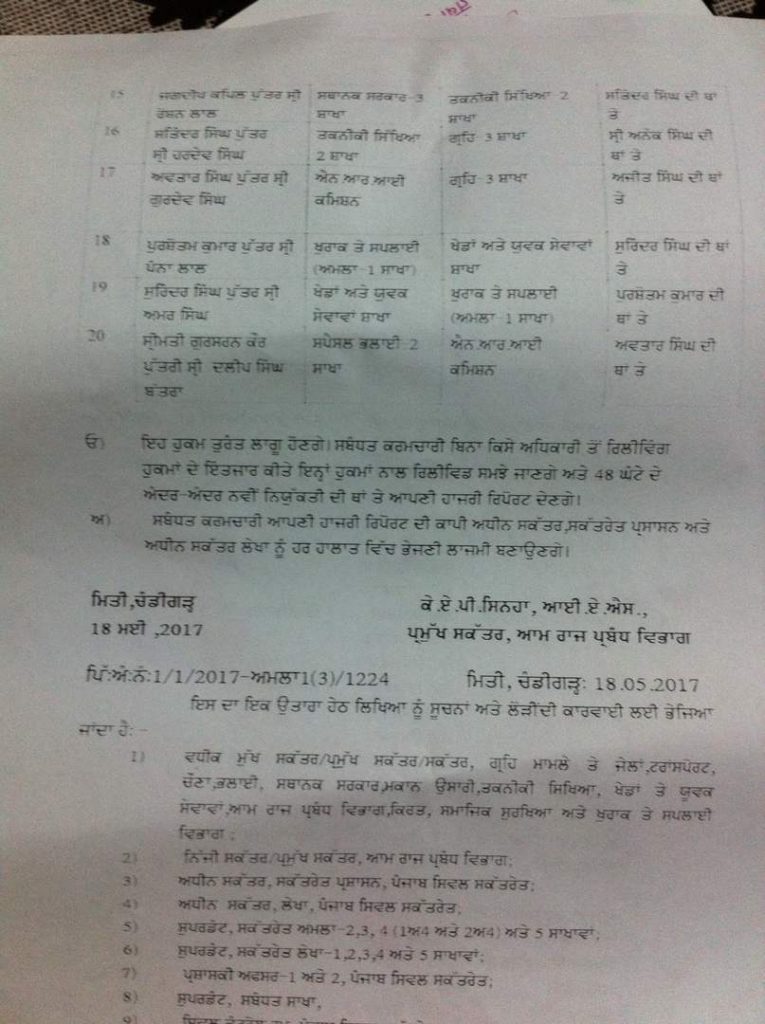 15 ਜਗਦੀਪ ਕਪਿਲ ਪੁੱਤਰ ਸ੍ਰੀ ਸਥਾਨਕ ਸਰਕਾਰ-3 ਤਕਨੀਕੀ ਸਿੱਖਿਆ -2 ਸਤਿੰਦਰ ਸਿੰਘ ਦੀ ਥਾਂ
ਰੋਸ਼ਨ ਲਾਲ ਸ਼ਾਖਾ ਸ਼ਾਖਾ ਤੇ
16 ਸਤਿੰਦਰ ਸਿੰਘ ਪੁੱਤਰ ਤਕਨੀਕੀ ਸਿੱਖਿਆ ਗ੍ਰਹਿ- 3 ਸ਼ਾਖਾ ਸ੍ਰੀ ਅਨੋਕ ਸਿੰਘ ਦੀ
ਸ੍ਰੀ ਹਰਦੇਵ ਸਿੰਘ 2 ਸ਼ਾਖਾ ਥਾਂ ਤੇ
17 ਅਵਤਾਰ ਸਿੰਘ ਪੁੱਤਰ ਸ੍ਰੀ ਐਨ.ਆਰ.ਆਈ ਗ੍ਰਹਿ- 3 ਸ਼ਾਖਾ ਅਜੀਤ ਸਿੰਘ ਦੀ ਥਾਂ
ਗੁਰਦੇਵ ਸਿੰਘ ਕਮਿਸ਼ਨ ਤੇ
18 ਪੁਰਸ਼ੋਤਮ ਕੁਮਾਰ ਪੁੱਤਰ ਸ੍ਰੀ ਖੁਰਾਕ ਤੇ ਸਪਲਾਈ ਖੇਡਾਂ ਅਤੇ ਯੁਵਕ ਸੇਵਾਵਾਂ ਸੁਰਿੰਦਰ ਸਿੰਘ ਦੀ ਥਾਂ
ਪੰਨਾ ਲਾਲ (ਅਮਲਾ -1 ਸਾਖਾ) ਸ਼ਾਖਾ ਤੇ
19 ਸੁਰਿੰਦਰ ਸਿੰਘ ਪੁੱਤਰ ਸ੍ਰੀ ਖੇਡਾਂ ਅਤੇ ਯੁਵਕ ਖੁਰਾਕ ਤੇ ਸਪਲਾਈ ਪਰਸ਼ੋਤਮ ਕੁਮਾਰ ਦੀ
ਅਮਰ ਸਿੰਘ ਸੇਵਾਵਾਂ ਸ਼ਾਖਾ (ਅਮਲਾ -1 ਸਾਖਾ) ਥਾਂ ਤੇ
20 ਸ੍ਰੀਮਤੀ ਗੁਰਸਰਨ ਕੌਰ ਸਪੈਸ਼ਲ ਭਲਾਈ-2 ਐਨ.ਆਰ.ਆਈ ਅਵਤਾਰ ਸਿੰਘ ਦੀ
ਪੁੱਤਰੀ ਸ੍ਰੀ ਦਲੀਪ ਸਿੰਘ ਸਾਖਾ ਕਮਿਸ਼ਨ ਥਾਂ ਤੇ
ਬੱਤਰਾ
ੳ) ਇਹ ਹੁਕਮ ਤੁਰੰਤ ਲਾਗੂ ਹੋਣਗੇ। ਸਬੰਧਤ ਕਰਮਚਾਰੀ ਬਿਨਾ ਕਿਸੇ ਅਧਿਕਾਰੀ ਤੋਂ ਰਿਲੀਵਿੰਗ
ਹੁਕਮਾਂ ਦੇ ਇੰਤਜਾਰ ਕੀਤੇ ਇਨ੍ਹਾਂ ਹੁਕਮਾਂ ਨਾਲ ਰਿਲੀਵਿਡ ਸਮਝੇ ਜਾਣਗੇ ਅਤੇ 48 ਘੰਟੇ ਦੇ
ਅੰਦਰ-ਅੰਦਰ ਨਵੀਂ ਨਿਯੁੱਕਤੀ ਦੀ ਥਾਂ ਤੇ ਆਪਣੀ ਹਾਜਰੀ ਰਿਪੋਰਟ ਦੇਣਗੇ।
ਅ) ਸਬੰਧਤ ਕਰਮਚਾਰੀ ਆਪਣੀ ਹਾਜਰੀ ਰਿਪੋਰਟ ਦੀ ਕਾਪੀ ਅਧੀਨ ਸਕੱਤਰ,ਸਕੱਤਰੇਤ ਪ੍ਰਸਾਸਨ ਅਤੇ
ਅਧੀਨ ਸਕੱਤਰ ਲੇਖਾ ਨੂੰ ਹਰ ਹਾਲਾਤ ਵਿੱਚ ਭੇਜਣੀ ਲਾਜਮੀ ਬਣਾਉਣਗੇ।
ਮਿਤੀ,ਚੰਡੀਗੜ੍ਹ ਕੇ.ਏ.ਪੀ.ਸਿਨਹਾ, ਆਈ.ਏ.ਐਸ.,
18 ਮਈ ,2017 ਪ੍ਰਮੁੱਖ ਸਕੱਤਰ, ਆਮ ਰਾਜ ਪ੍ਰਬੰਧ ਵਿਭਾਗ
ਪਿੱ:ਅੰ:ਨੰ:1/1/2017-ਅਮਲਾ1(3)/1224 ਮਿਤੀ, ਚੰਡੀਗੜ੍ਹ: 18.05.2017
ਇਸ ਦਾ ਇਕ ਉਤਾਰਾ ਹੇਠ ਲਿਖਿਆ ਨੂੰ ਸੂਚਨਾਂ ਅਤੇ ਲੋੜੀਂਦੀ ਕਾਰਵਾਈ ਲਈ ਭੇਜਿਆ
ਜਾਂਦਾ ਹੈ: -
1) ਵਧੀਕ ਮੁੱਖ ਸਕੱਤਰ/ਪ੍ਰਮੁੱਖ ਸਕੱਤਰ/ਸਕੱਤਰ, ਗ੍ਰਹਿ ਮਾਮਲੇ ਤੇ ਜੇਲਾਂ,ਟਰਾਂਸਪੋਰਟ,
ਚੋਣਾ,ਭਲਾਈ, ਸਥਾਨਕ ਸਰਕਾਰ,ਮਕਾਨ ਉਸਾਰੀ,ਤਕਨੀਕੀ ਸਿਖਿਆ, ਖੇਡਾਂ ਤੇ ਯੂਵਕ
ਸੇਵਾਵਾਂ,ਆਮ ਰਾਜ ਪ੍ਰਬੰਧ ਵਿਭਾਗ,ਕਿਰਤ, ਸਮਾਜਿਕ ਸੁਰਖਿਆ ਅਤੇ ਖੁਰਾਕ ਤੇ ਸਪਲਾਈ
ਵਿਭਾਗ ;
2) ਨਿੱਜੀ ਸਕੱਤਰ/ਪ੍ਰਮੁੱਖ ਸਕੱਤਰ, ਆਮ ਰਾਜ ਪ੍ਰਬੰਧ ਵਿਭਾਗ;
3) ਅਧੀਨ ਸਕੱਤਰ, ਸਕੱਤਰੇਤ ਪ੍ਰਸ਼ਾਸਨ, ਪੰਜਾਬ ਸਿਵਲ ਸਕੱਤਰੇਤ;
4) ਅਧੀਨ ਸਕੱਤਰ, ਲੇਖਾ, ਪੰਜਾਬ ਸਿਵਲ ਸਕੱਤਰੇਤ;
5) ਸੁਪਰਡੰਟ, ਸਕੱਤਰੇਤ ਅਮਲਾ-2,3, 4 (1ਅ4 ਅਤੇ 2ਅ4) ਅਤੇ 5 ਸਾਖਾਵਾਂ;
6) ਸੁਪਰਡੰਟ, ਸਕੱਤਰੇਤ ਲੇਖਾ-1,2,3,4 ਅਤੇ 5 ਸਾਖਾਵਾਂ;
7) ਪ੍ਰਸ਼ਾਸਕੀ ਅਫਸਰ-1 ਅਤੇ 2, ਪੰਜਾਬ ਸਿਵਲ ਸਕੱਤਰੇਤ;
8) ਸੁਪਰਡੰਟ, ਸਬੰਧਤ ਸਾਖਾ,
9)